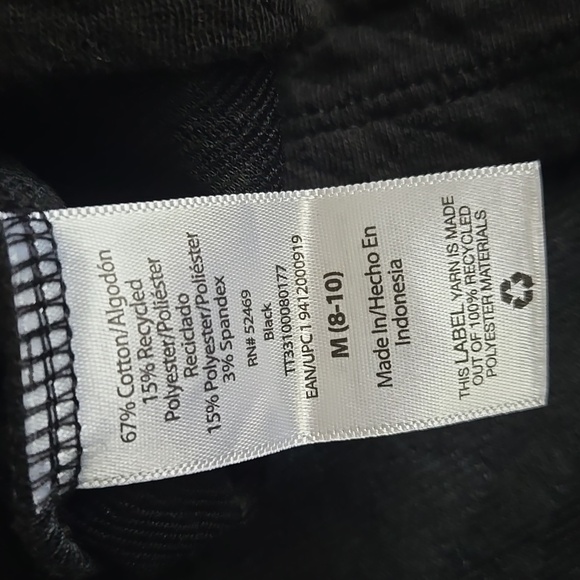 67% Cotton/Algodón
15% Recycled
Polyester/Poliéster
Reciclado
15% Polyester/Poliéster
3% Spandex
RN# 52469
Black
TT33100080177
EAN/UPC 1 9412000919
M (8-10)
Made In/Hecho En
Indonesia
THIS LABEL YARN IS MADE
OUT OF 100% RECYCLED
POLYESTER MATERIALS